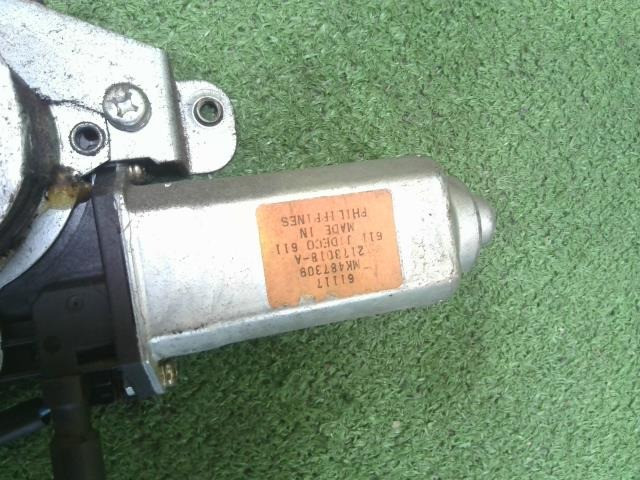 61117
MK487309
2173018-A
611 JIDECO 611
MADE IN
PHILIPPINES